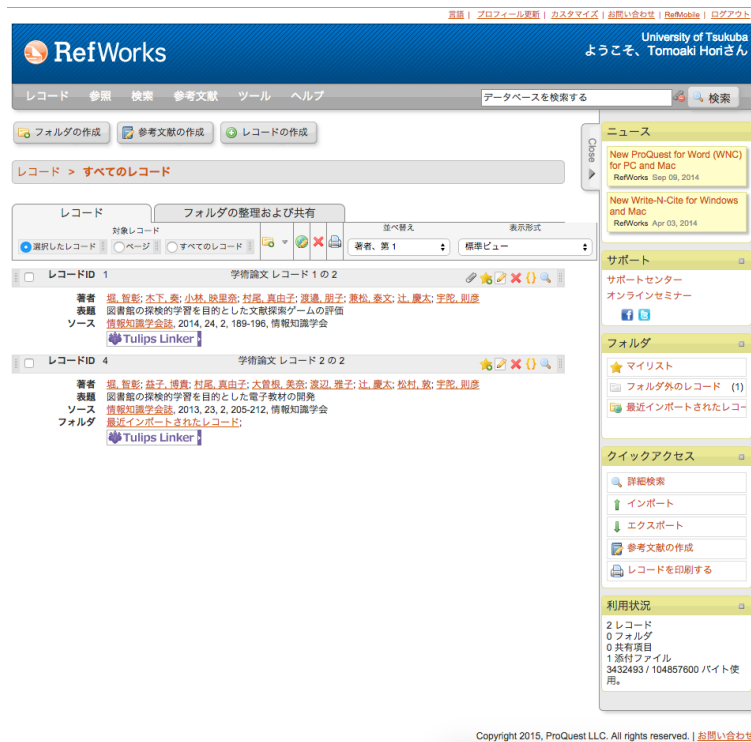 言語 | プロフィール更新 | カスタマイズ | お問い合わせ | RefMobile | ログアウト
RefWorks
University of Tsukuba
ようこそ、Tomoaki Horiさん
レコード 参照 検索 参考文献 ツール ヘルプ
データベースを検索する 検索
フォルダの作成 参考文献の作成 レコードの作成
Close
レコード > すべてのレコード
レコード フォルダの整理および共有
対象レコード 並べ替え 表示形式
選択したレコード ページ すべてのレコード 著者、第1 標準ビュー
レコードID 1 学術論文 レコード 1 の 2
著者 堀, 智彰; 木下, 奏; 小林, 映里奈; 村尾, 真由子; 渡邉, 朋子; 兼松, 泰文; 辻, 慶太; 宇陀, 則彦
表題 図書館の探検的学習を目的とした文献探索ゲームの評価
ソース 情報知識学会誌, 2014, 24, 2, 189-196, 情報知識学会
Tulips Linker
レコードID 4 学術論文 レコード 2 の 2
著者 堀, 智彰; 益子, 博貴; 村尾, 真由子; 大曽根, 美奈; 渡辺, 雅子; 辻, 慶太; 松村, 敦; 宇陀, 則彦
表題 図書館の探検的学習を目的とした電子教材の開発
ソース 情報知識学会誌, 2013, 23, 2, 205-212, 情報知識学会
フォルダ 最近インポートされたレコード;
Tulips Linker
ニュース
New ProQuest for Word (WNC) for PC and Mac
RefWorks Sep 09, 2014
New Write-N-Cite for Windows and Mac
RefWorks Apr 03, 2014
サポート
サポートセンター
オンラインセミナー
フォルダ
マイリスト
フォルダ外のレコード (1)
最近インポートされたレコー
クイックアクセス
詳細検索
インポート
エクスポート
参考文献の作成
レコードを印刷する
利用状況
2 レコード
0 フォルダ
0 共有項目
1 添付ファイル
3432493 / 104857600 バイト使
用。
Copyright 2015, ProQuest LLC. All rights reserved. | お問い合わせ